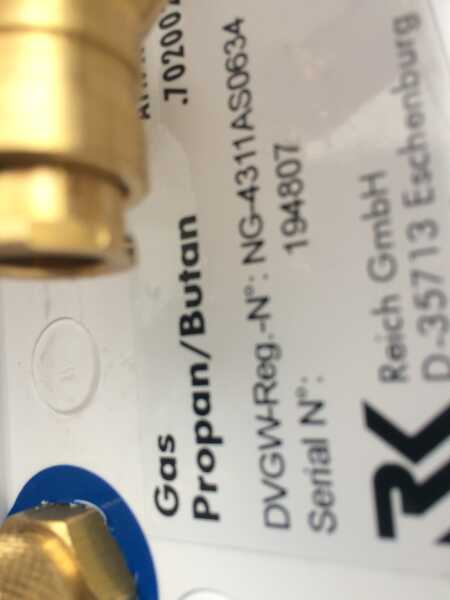 .70200
Gas
Propan/Butan
DVGW-Reg.-N°: NG-4311AS0634
Serial N°: 194807
Reich GmbH
D-35713 Eschenburg